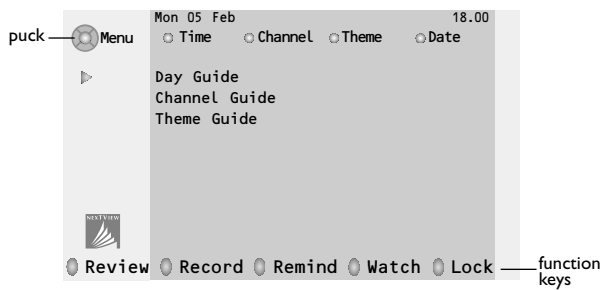 Mon 05 Feb 18.00
puck Menu Time Channel Theme Date
Day Guide
Channel Guide
Theme Guide
NEXTVIEW
Review Record Remind Watch Lock function keys